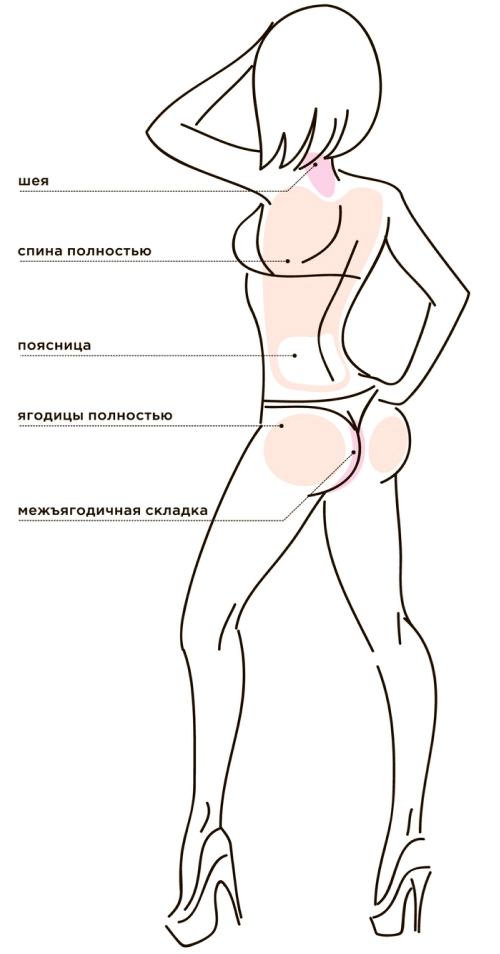 шея
спина полностью
поясница
ягодицы полностью
межъягодичная складка